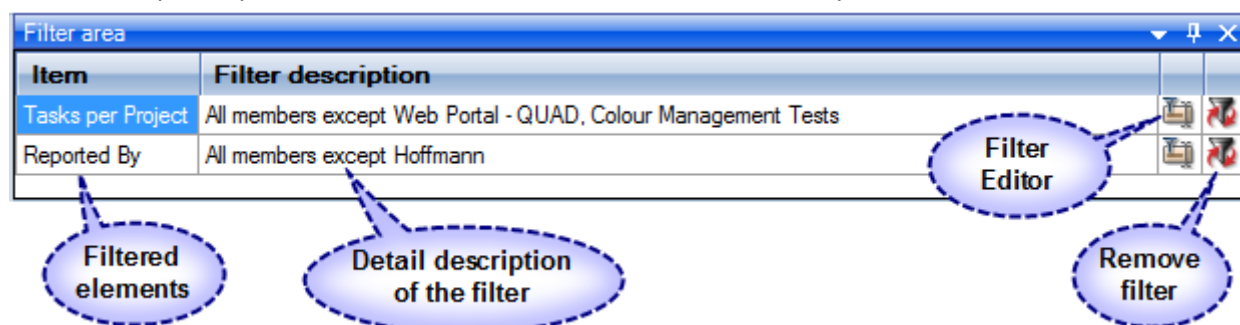 Filter area
Item Filter description
Tasks per Project All members except Web Portal - QUAD, Colour Management Tests
Reported By All members except Hoffmann
Filter
Editor
Filtered
elements
Detail description
of the filter
Remove
filter